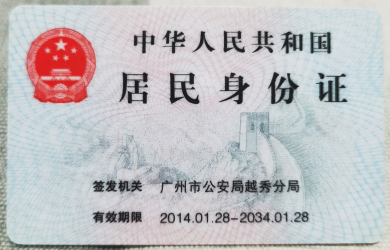 中华人民共和国
居民身份证
签发机关 广州市公安局越秀分局
有效期限 2014.01.28-2034.01.28